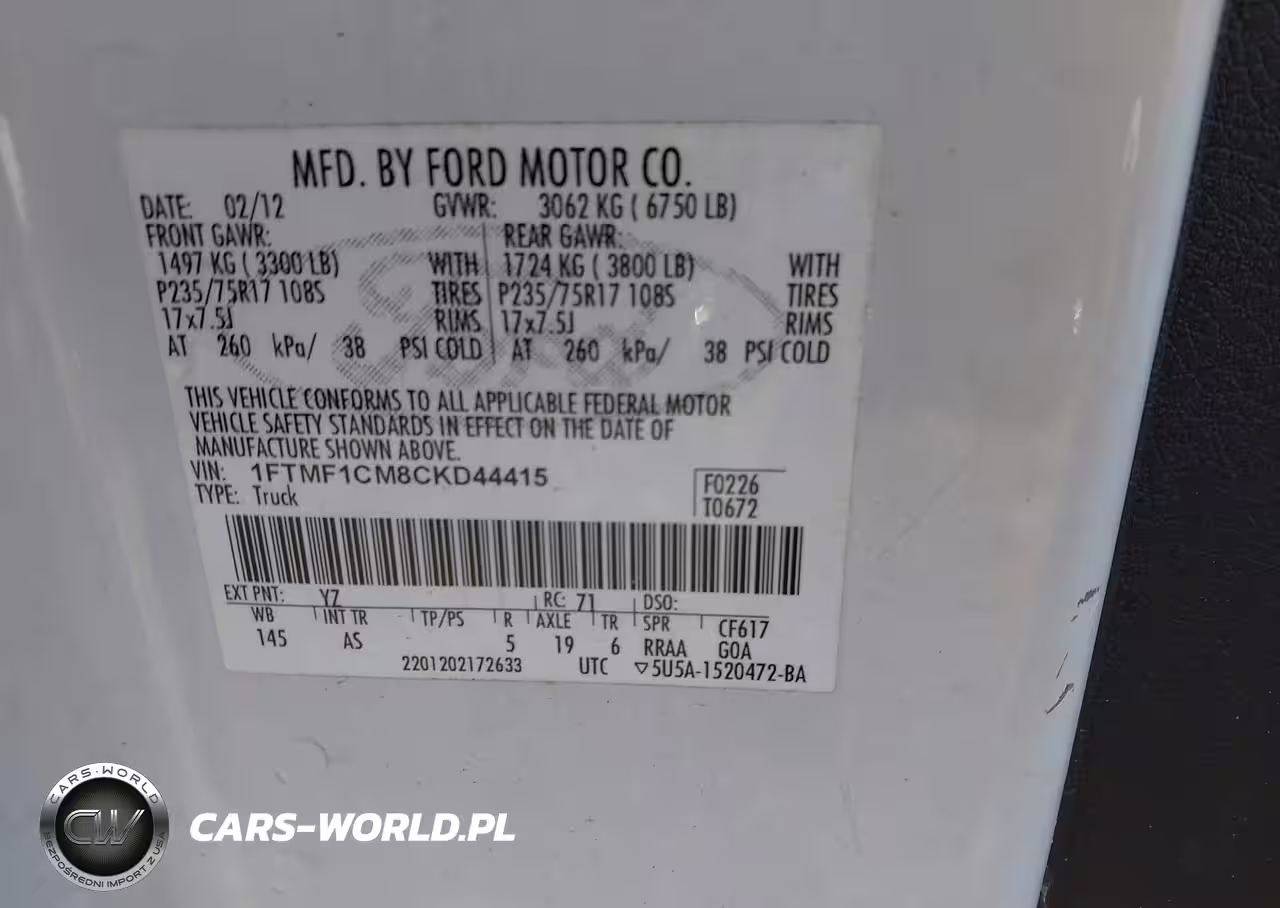 MFD. BY FORD MOTOR CO.
DATE: 02/12 GVWR: 3062 KG ( 6750 LB)
FRONT GAWR: REAR GAWR:
1497 KG ( 3300 LB) WITH 1724 KG ( 3800 LB) WITH
P235/75R17 108S TIRES P235/75R17 108S TIRES
17x7.5J RIMS 17x7.5J RIMS
AT 260 kPa/ 38 PSI COLD AT 260 kPa/ 38 PSI COLD
THIS VEHICLE CONFORMS TO ALL APPLICABLE FEDERAL MOTOR
VEHICLE SAFETY STANDARDS IN EFFECT ON THE DATE OF
MANUFACTURE SHOWN ABOVE.
VIN: 1FTMF1CM8CKD44415 F0226
TYPE: Truck T0672
EXT PNT: YZ RC: 71 DSO:
WB INT TR TP/PS R AXLE TR SPR CF617
145 AS 5 19 6 RRAA GOA
2201202172633 UTC ▽5U5A-1520472-BA
CARS-WORLD
CW
BEZPOŚREDNI IMPORT Z USA
CARS-WORLD.PL